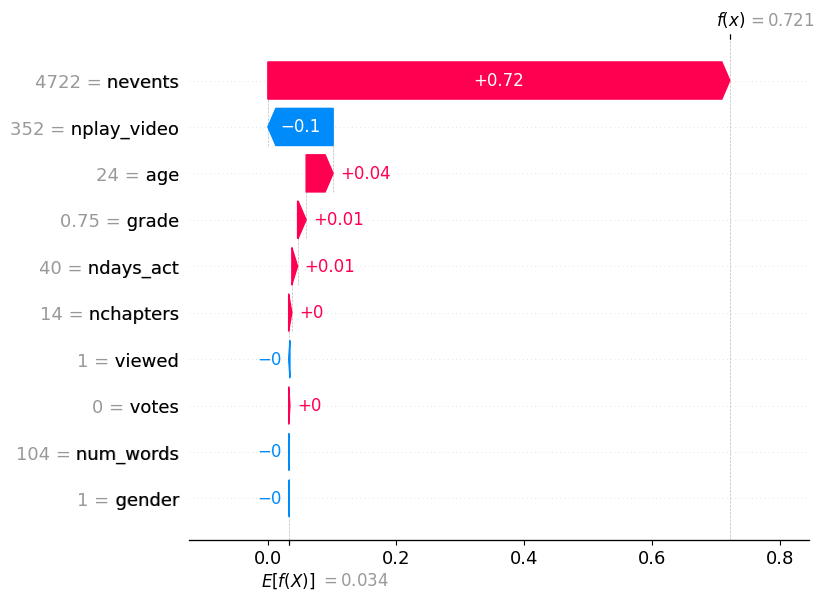 f(x) = 0.721
4722 = nevents
+0.72
352 = nplay_video
−0.1
24 = age
+0.04
0.75 = grade
+0.01
40 = ndays_act
+0.01
14 = nchapters
+0
1 = viewed
−0
0 = votes
+0
104 = num_words
−0
1 = gender
−0
0.0 0.2 0.4 0.6 0.8
E[f(X)] = 0.034